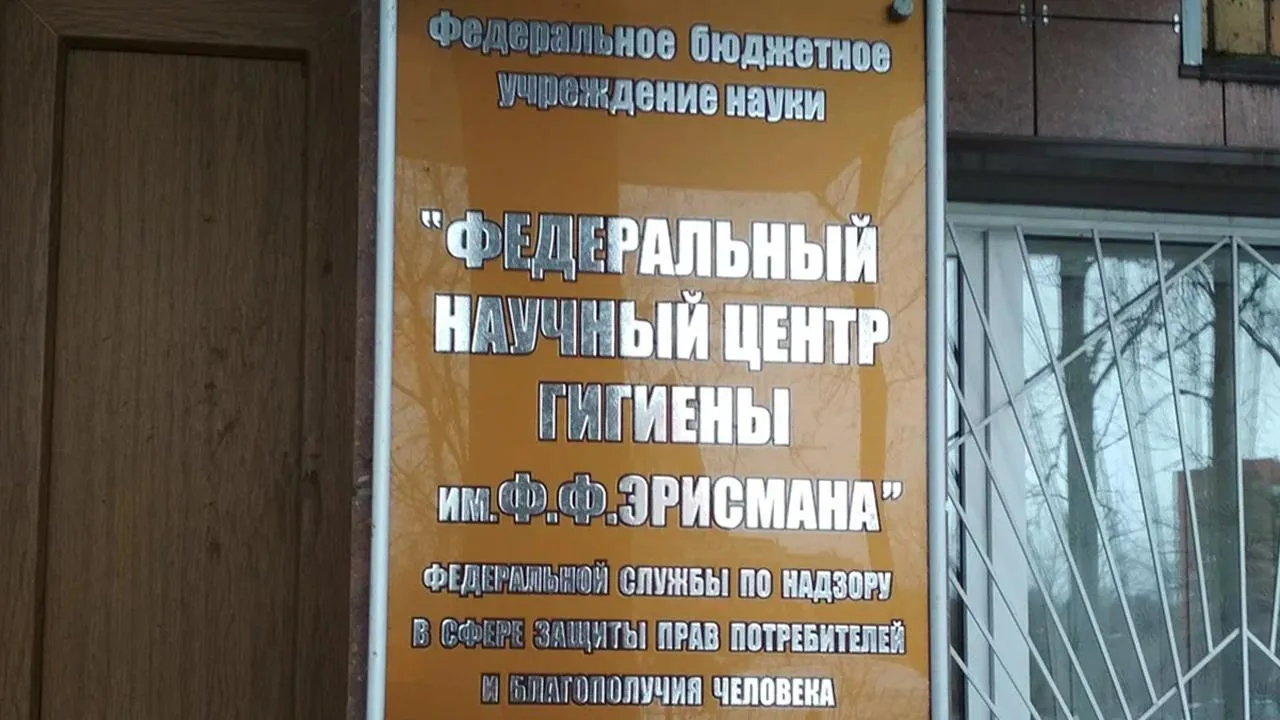 Федеральное бюджетное
учреждение науки
"ФЕДЕРАЛЬНЫЙ
НАУЧНЫЙ ЦЕНТР
ГИГИЕНЫ
им.Ф.Ф.ЭРИСМАНА"
ФЕДЕРАЛЬНОЙ СЛУЖБЫ ПО НАДЗОРУ
В СФЕРЕ ЗАЩИТЫ ПРАВ ПОТРЕБИТЕЛЕЙ
И БЛАГОПОЛУЧИЯ ЧЕЛОВЕКА